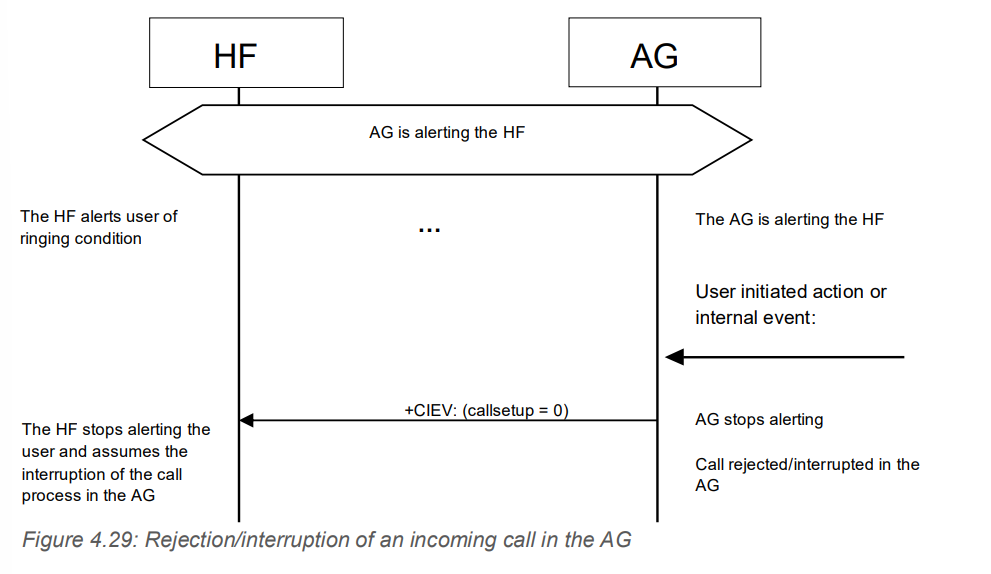 HF
AG
AG is alerting the HF
The HF alerts user of
ringing condition
...
The AG is alerting the HF
User initiated action or
internal event:
+CIEV: (callsetup = 0)
The HF stops alerting the
user and assumes the
interruption of the call
process in the AG
AG stops alerting
Call rejected/interrupted in the
AG
Figure 4.29: Rejection/interruption of an incoming call in the AG